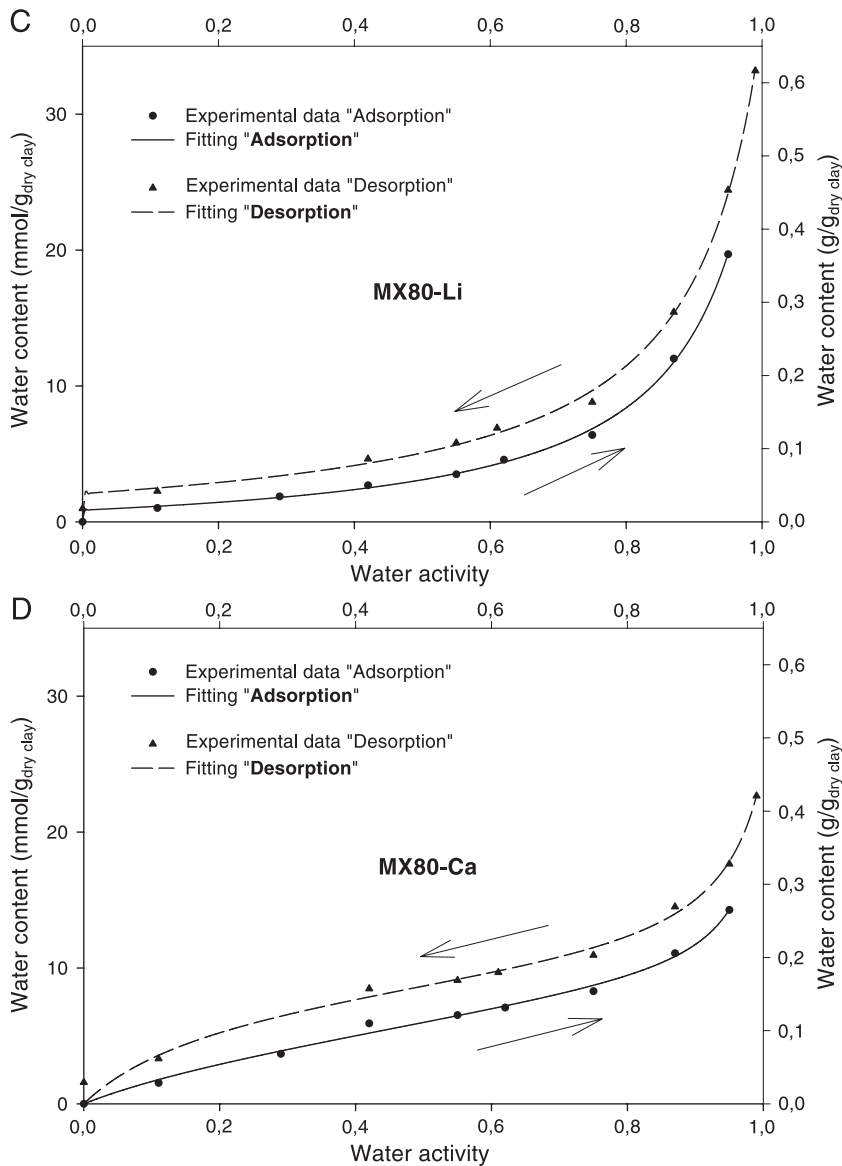 C
0,0 0,2 0,4 0,6 0,8 1,0
Experimental data "Adsorption"
Fitting "Adsorption"
Experimental data "Desorption"
Fitting "Desorption"
MX80-Li
Water content (mmol/g dry clay)
30
20
10
0
Water content (g/g dry clay)
0,6
0,5
0,4
0,3
0,2
0,1
0,0
0,0 0,2 0,4 0,6 0,8 1,0
Water activity
D
0,0 0,2 0,4 0,6 0,8 1,0
Experimental data "Adsorption"
Fitting "Adsorption"
Experimental data "Desorption"
Fitting "Desorption"
MX80-Ca
Water content (mmol/g dry clay)
30
20
10
0
Water content (g/g dry clay)
0,6
0,5
0,4
0,3
0,2
0,1
0,0
0,0 0,2 0,4 0,6 0,8 1,0
Water activity